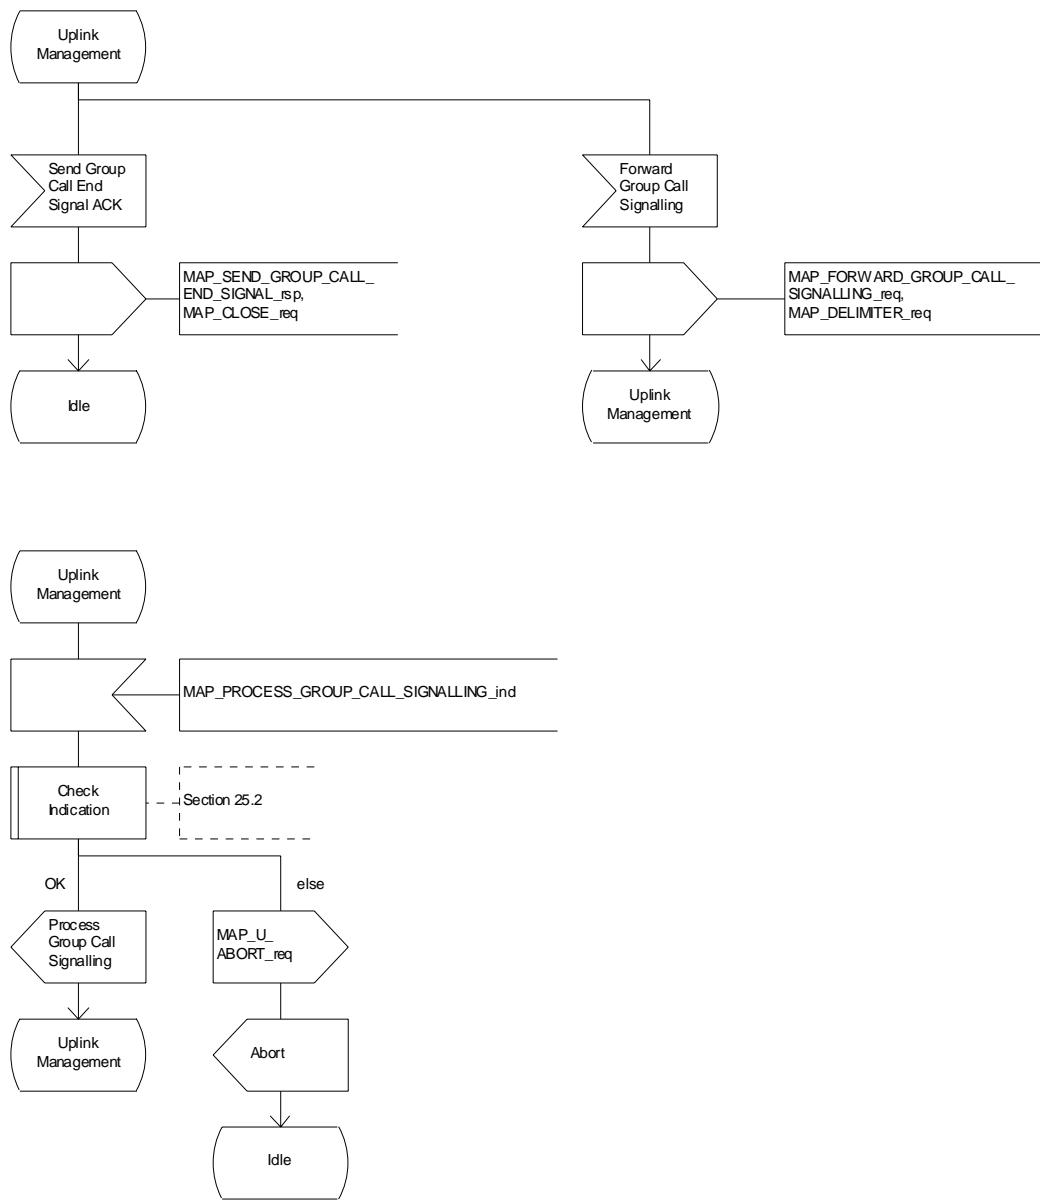 Uplink
Management
Send Group
Call End
Signal ACK
Forward
Group Call
Signalling
MAP_SEND_GROUP_CALL_
END_SIGNAL_rsp,
MAP_CLOSE_req
MAP_FORWARD_GROUP_CALL_
SIGNALLING_req,
MAP_DELIMITER_req
Idle
Uplink
Management
Uplink
Management
MAP_PROCESS_GROUP_CALL_SIGNALLING_ind
Check
Indication
Section 25.2
OK
else
Process
Group Call
Signalling
MAP_U_
ABORT_req
Uplink
Management
Abort
Idle